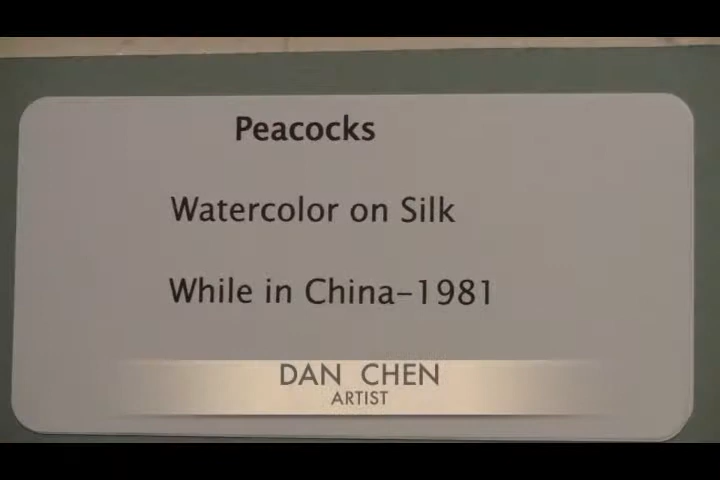 Peacocks
Watercolor on Silk
While in China-1981
DAN CHEN
ARTIST